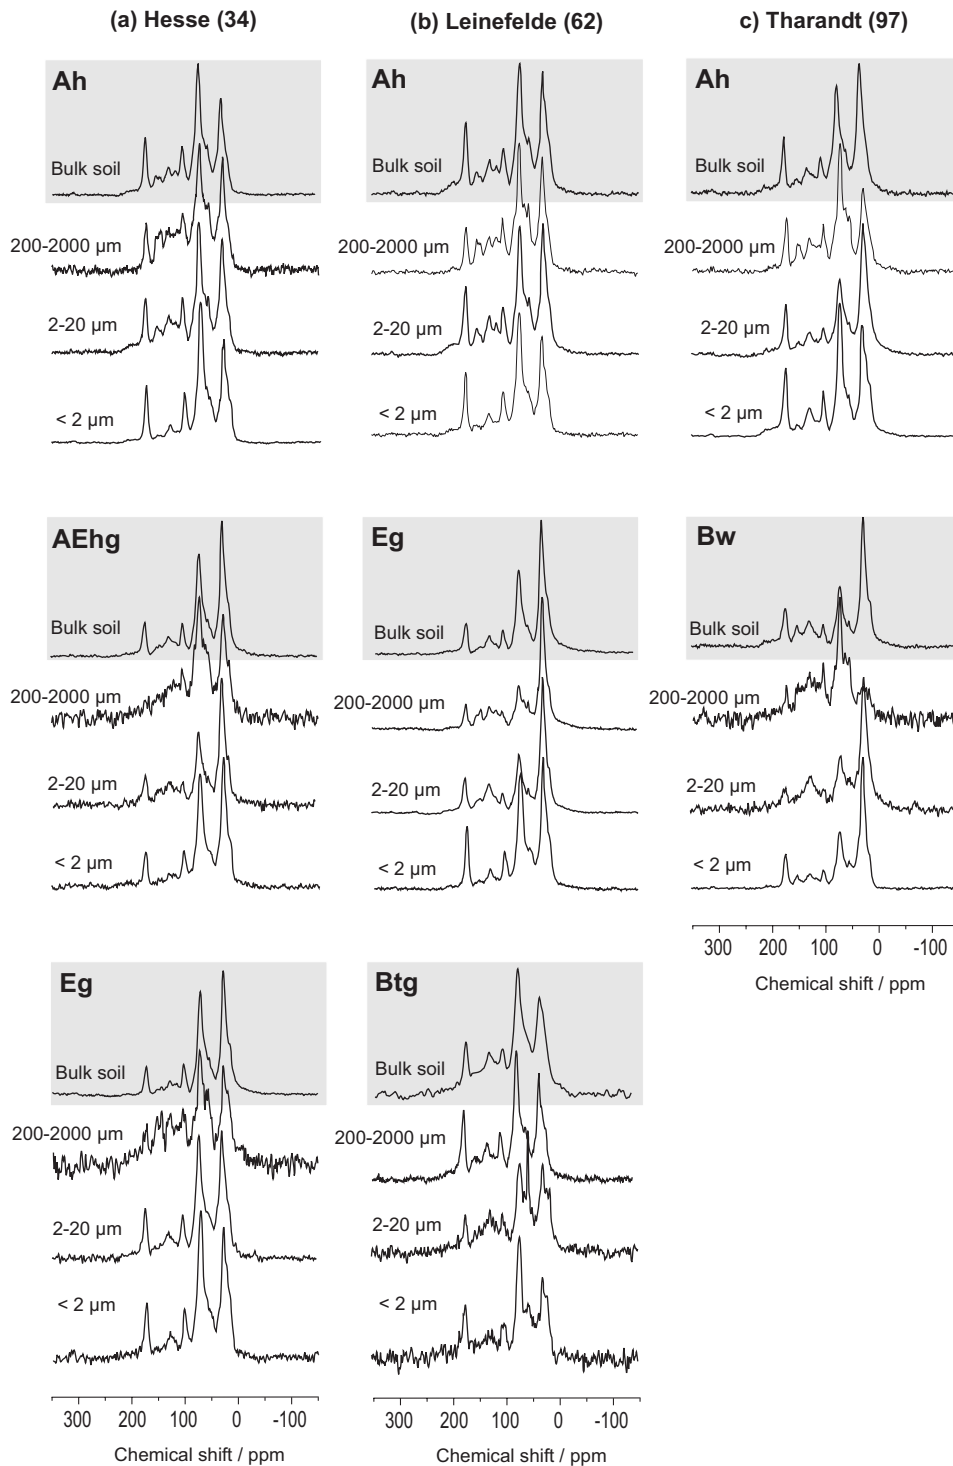 (a) Hesse (34)
(b) Leinefelde (62)
c) Tharandt (97)
Ah
Bulk soil
200-2000 µm
2-20 µm
< 2 µm
Ah
Bulk soil
200-2000 µm
2-20 µm
< 2 µm
Ah
Bulk soil
200-2000 µm
2-20 µm
< 2 µm
AEhg
Bulk soil
200-2000 µm
2-20 µm
< 2 µm
Eg
Bulk soil
200-2000 µm
2-20 µm
< 2 µm
Bw
Bulk soil
200-2000 µm
2-20 µm
< 2 µm
300 200 100 0 -100
Chemical shift / ppm
Eg
Bulk soil
200-2000 µm
2-20 µm
< 2 µm
300 200 100 0 -100
Chemical shift / ppm
Btg
Bulk soil
200-2000 µm
2-20 µm
< 2 µm
300 200 100 0 -100
Chemical shift / ppm